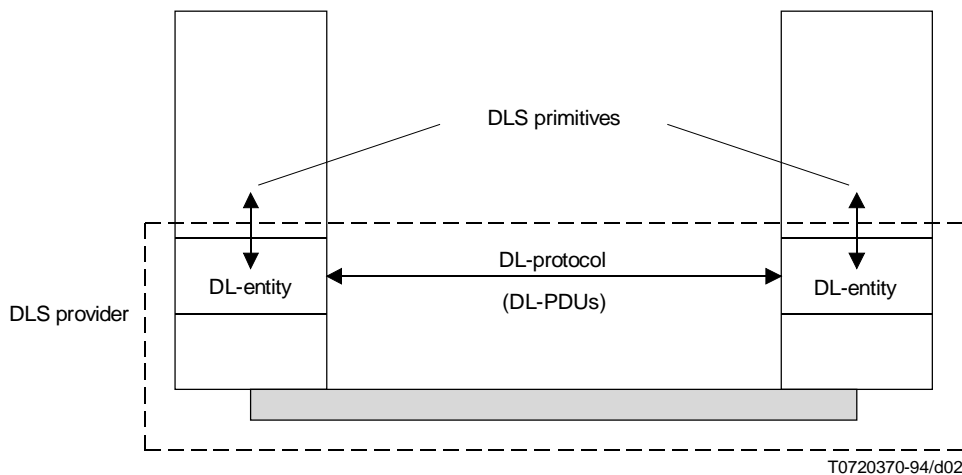 DLS primitives
DL-protocol
DL-entity
(DL-PDUs)
DL-entity
DLS provider
T0720370-94/d02